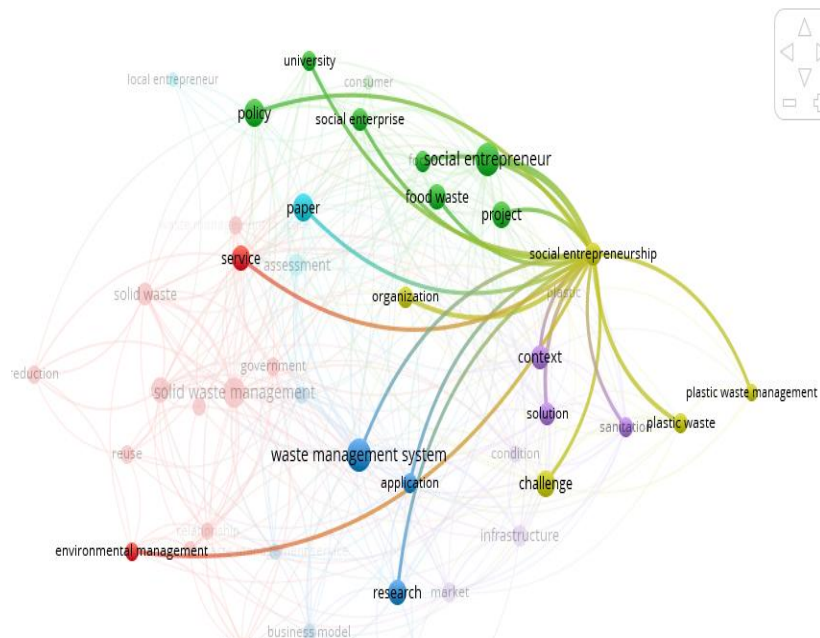 university
local entrepreneur
consumer
policy
social enterprise
social entrepreneur
food waste
paper
project
service
social entrepreneurship
assessment
solid waste
organization
plastic
government
context
reduction
solid waste management
plastic waste management
solution
plastic waste
sanitation
reuse
waste management system
condition
application
challenge
relationship
infrastructure
environmental management
research
market
business model